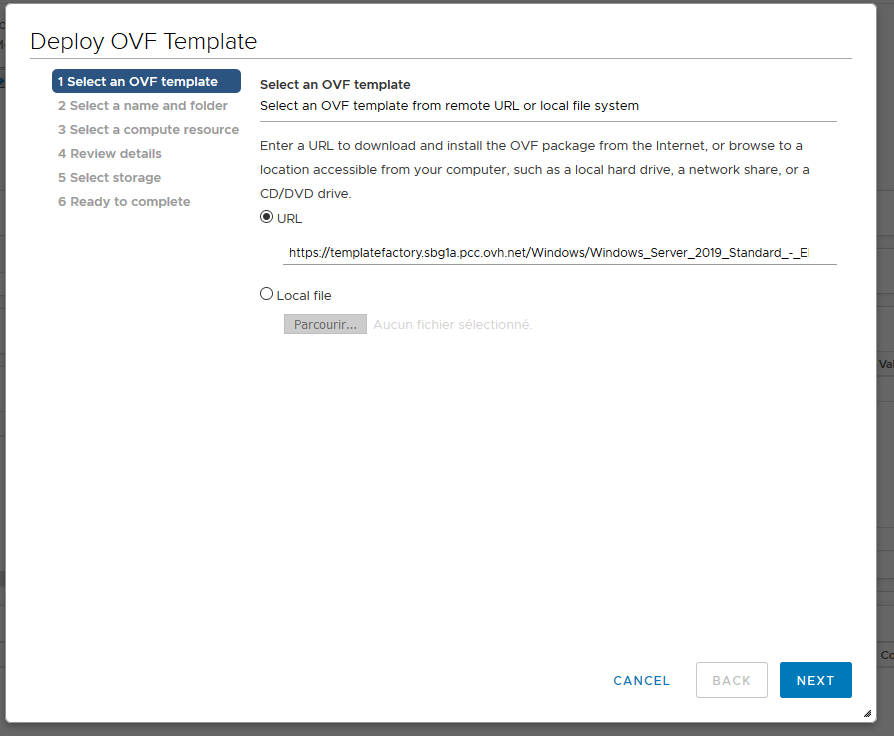 Deploy OVF Template
1 Select an OVF template
2 Select a name and folder
3 Select a compute resource
4 Review details
5 Select storage
6 Ready to complete
Select an OVF template
Select an OVF template from remote URL or local file system
Enter a URL to download and install the OVF package from the Internet, or browse to a
location accessible from your computer, such as a local hard drive, a network share, or a
CD/DVD drive.
URL
https://templatefactory.sbg1a.pcc.ovh.net/Windows/Windows_Server_2019_Standard_-_E
Local file
Parcourir... Aucun fichier sélectionné.
CANCEL
BACK
NEXT
Val
Co